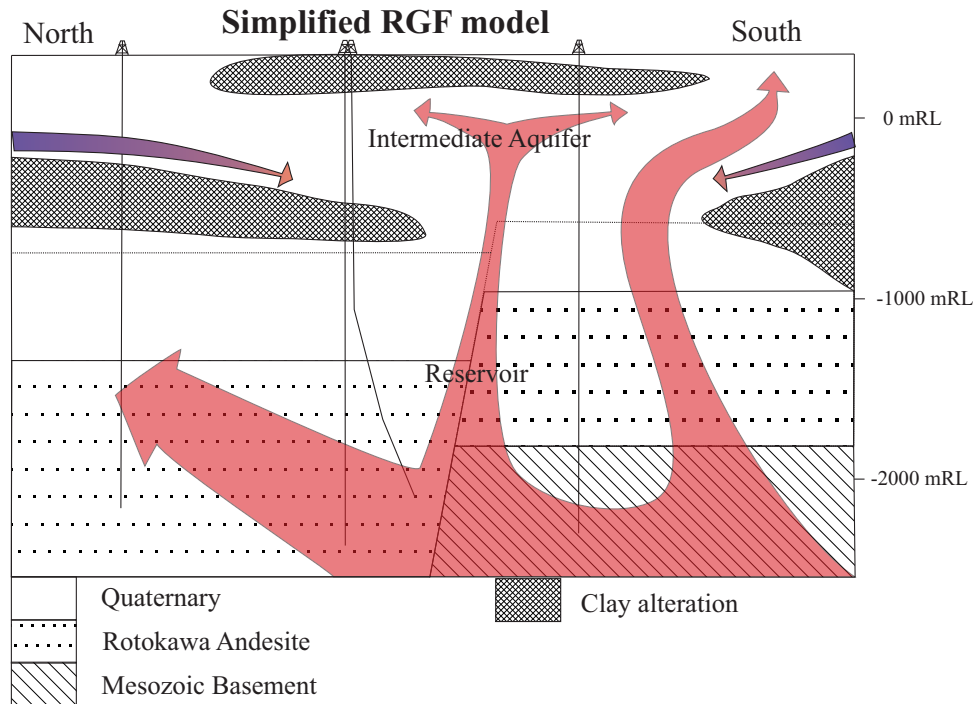 Simplified RGF model
North
South
0 mRL
Intermediate Aquifer
-1000 mRL
Reservoir
-2000 mRL
Quaternary
Clay alteration
Rotokawa Andesite
Mesozoic Basement